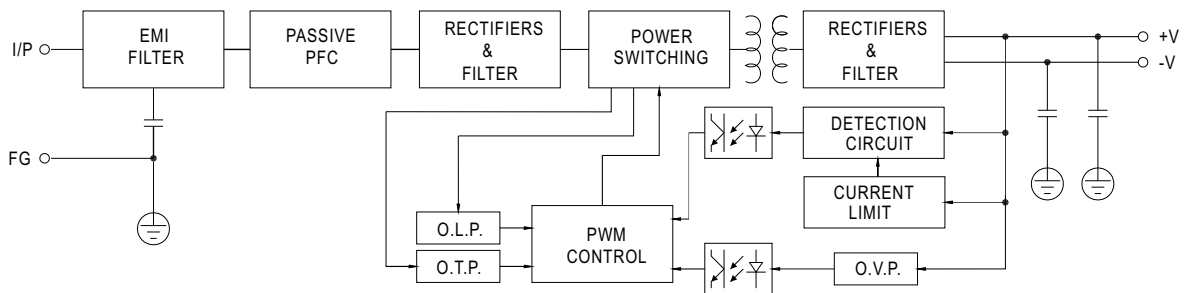 I/P
EMI
FILTER
PASSIVE
PFC
RECTIFIERS
&
FILTER
POWER
SWITCHING
RECTIFIERS
&
FILTER
+V
-V
FG
DETECTION
CIRCUIT
CURRENT
LIMIT
O.L.P.
O.T.P.
PWM
CONTROL
O.V.P.